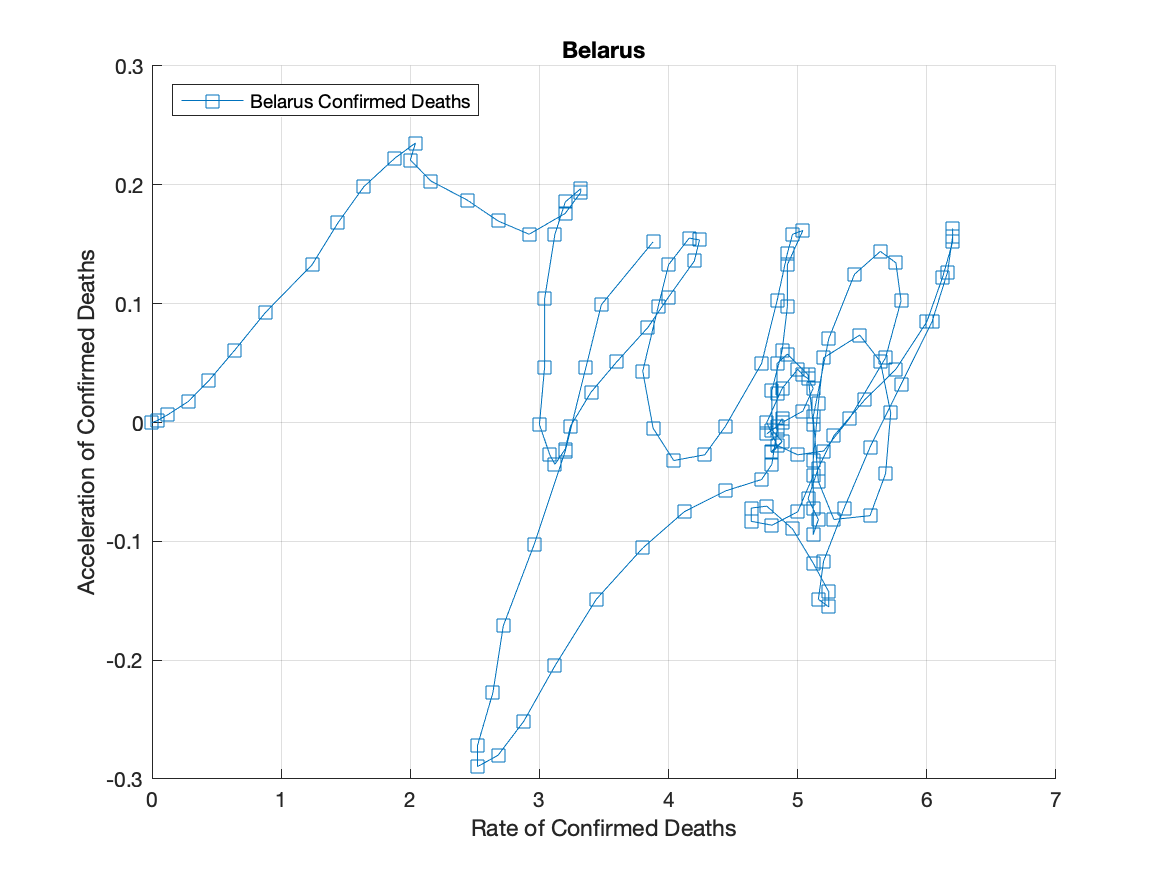 Belarus
Belarus Confirmed Deaths
0.3
0.2
0.1
0
-0.1
-0.2
-0.3
Acceleration of Confirmed Deaths
0 1 2 3 4 5 6 7
Rate of Confirmed Deaths